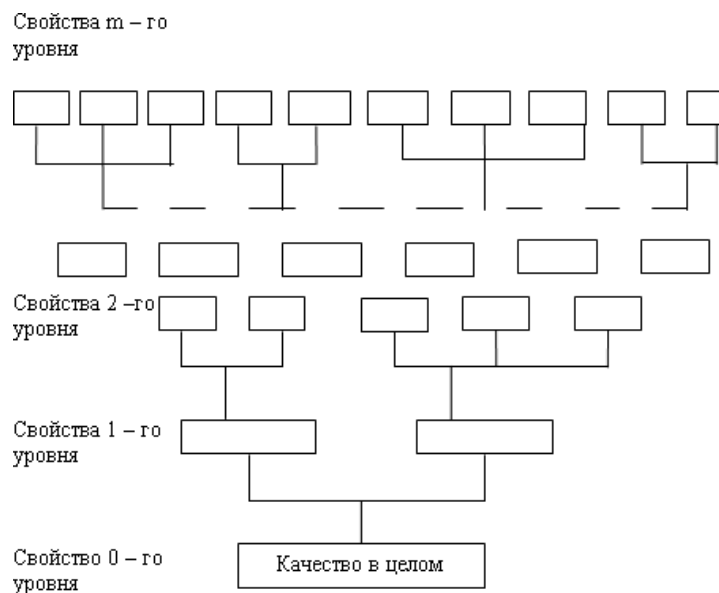 Свойства m – го
уровня
Свойства 2 –го
уровня
Свойства 1 – го
уровня
Свойство 0 – го
уровня
Качество в целом